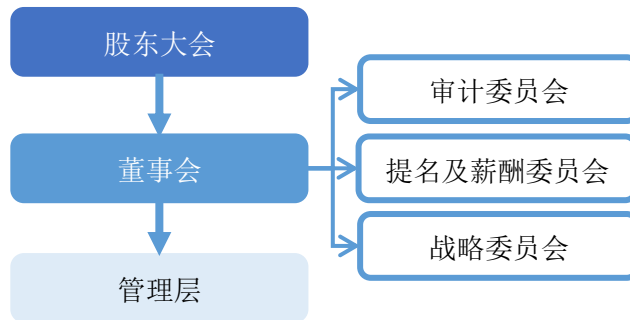 股东大会
董事会
管理层
审计委员会
提名及薪酬委员会
战略委员会